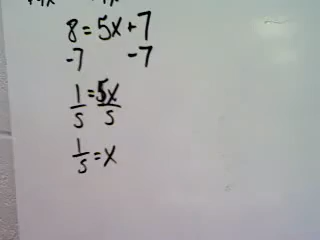 8 = 5x + 7
-7 -7
1 = 5x
5 5
1/5 = x